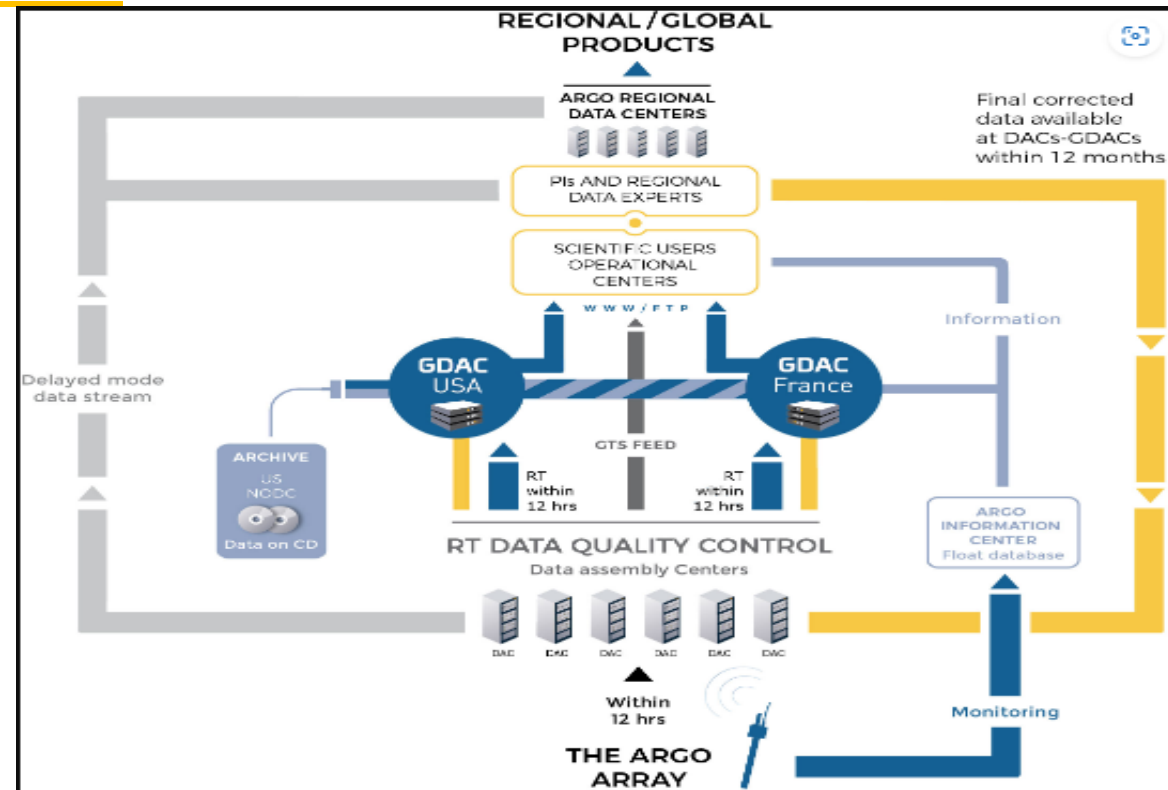 REGIONAL/GLOBAL
PRODUCTS
ARGO REGIONAL
DATA CENTERS
Final corrected
data available
at DACs-GDACs
within 12 months
PIs AND REGIONAL
DATA EXPERTS
SCIENTIFIC USERS
OPERATIONAL
CENTERS
WWW/FTP
Information
GDAC
USA
GDAC
France
Delayed mode
data stream
GTS FEED
ARCHIVE
US
NODC
Data on CD
RT
within
12 hrs
RT
within
12 hrs
ARGO
INFORMATION
CENTER
Float database
RT DATA QUALITY CONTROL
Data assembly Centers
DAC DAC DAC DAC DAC DAC
Within
12 hrs
Monitoring
THE ARGO
ARRAY